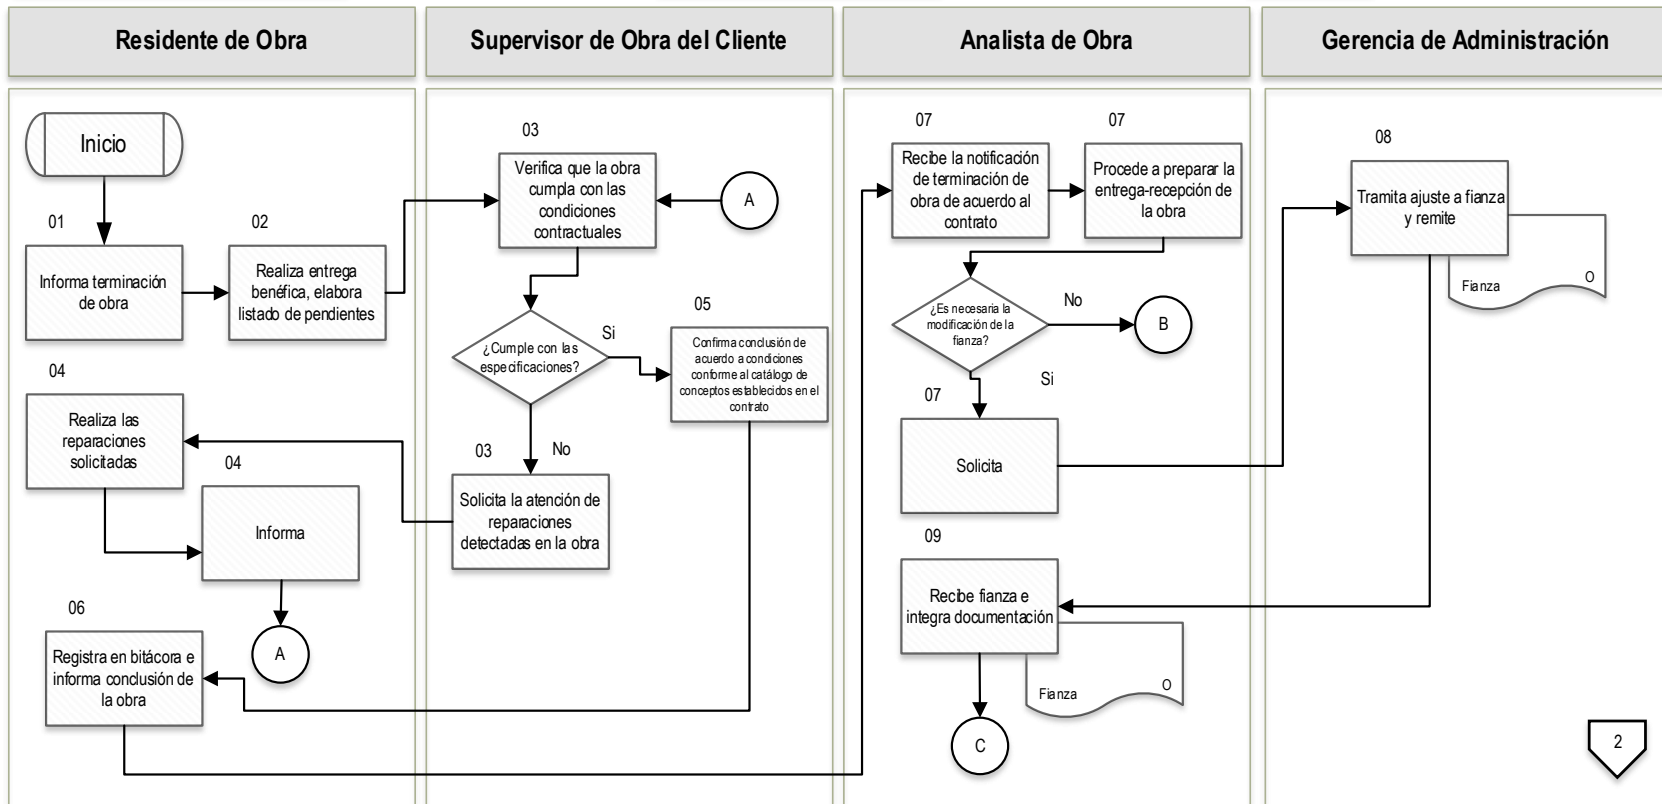 Residente de Obra
Supervisor de Obra del Cliente
Analista de Obra
Gerencia de Administración
Inicio
01
Informa terminación
de obra
02
Realiza entrega
benéfica, elabora
listado de pendientes
04
Realiza las
reparaciones
solicitadas
04
Informa
A
06
Registra en bitácora e
informa conclusión de
la obra
03
Verifica que la obra
cumpla con las
condiciones
contractuales
A
¿Cumple con las
especificaciones?
Si
No
05
Confirma conclusión de
acuerdo a condiciones
conforme al catálogo de
conceptos establecidos en el
contrato
03
Solicita la atención de
reparaciones
detectadas en la obra
07
Recibe la notificación
de terminación de
obra de acuerdo al
contrato
07
Procede a preparar la
entrega-recepción de
la obra
¿Es necesaria la
modificación de la
fianza?
No
B
Si
07
Solicita
09
Recibe fianza e
integra documentación
Fianza
O
C
08
Tramita ajuste a fianza
y remite
Fianza
O
2